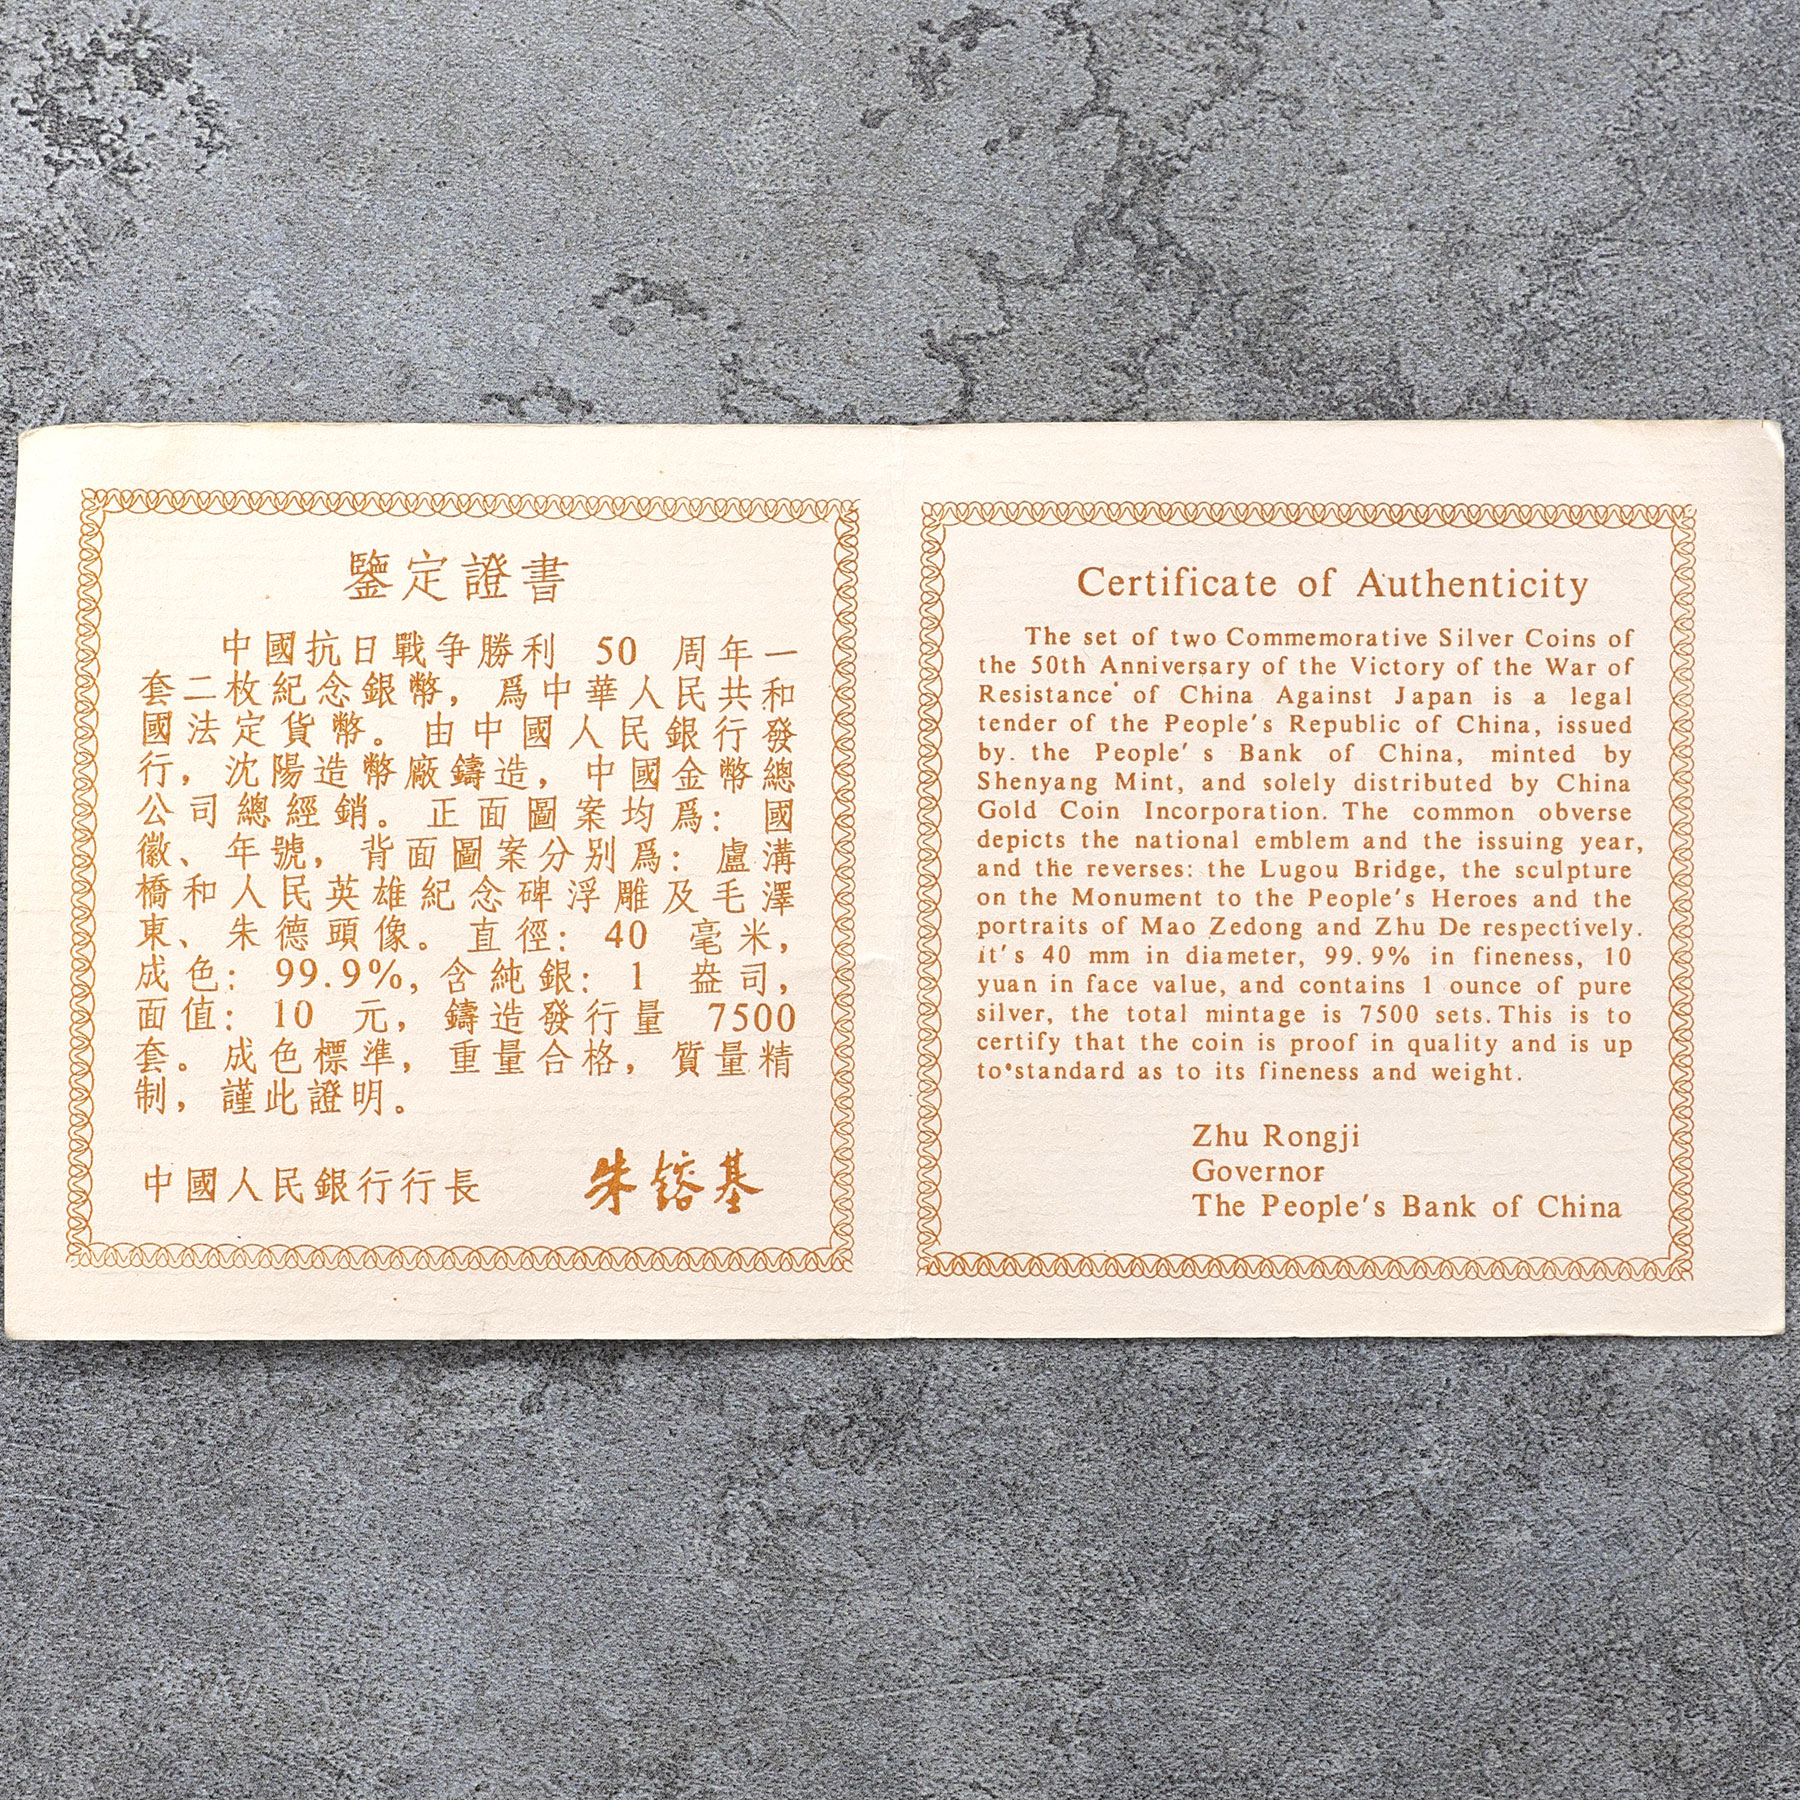 鑒定證書
中國抗日戰争勝利 50 周年一
套二枚紀念銀幣，爲中華人民共和
國法定貨幣。由中國人民銀行發
行，沈陽造幣廠鑄造，中國金幣總
公司總經銷。正面圖案均爲：國
徽、年號，背面圖案分别爲：盧溝
橋和人民英雄紀念碑浮雕及毛澤
東、朱德頭像。直徑：40 毫米，
成色：99.9%，含純銀：1 盎司，
面值：10 元，鑄造發行量 7500
套。成色標準，重量合格，質量精
制，謹此證明。
中國人民銀行行長 朱鎔基
Certificate of Authenticity
The set of two Commemorative Silver Coins of
the 50th Anniversary of the Victory of the War of
Resistance of China Against Japan is a legal
tender of the People's Republic of China, issued
by. the People's Bank of China, minted by
Shenyang Mint, and solely distributed by China
Gold Coin Incorporation. The common obverse
depicts the national emblem and the issuing year,
and the reverses: the Lugou Bridge, the sculpture
on the Monument to the People's Heroes and the
portraits of Mao Zedong and Zhu De respectively.
it's 40 mm in diameter, 99.9% in fineness, 10
yuan in face value, and contains 1 ounce of pure
silver, the total mintage is 7500 sets. This is to
certify that the coin is proof in quality and is up
to standard as to its fineness and weight.
Zhu Rongji
Governor
The People's Bank of China